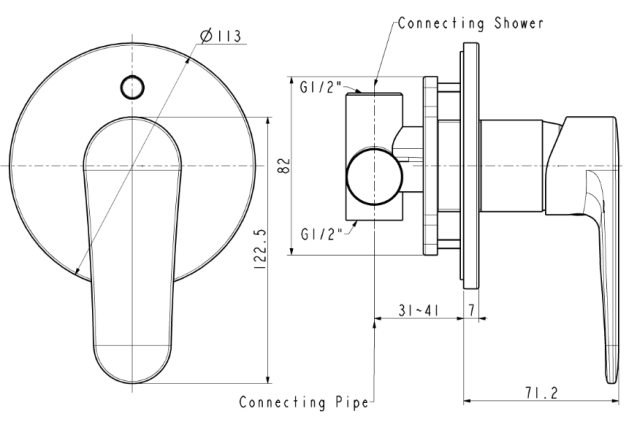 Connecting Shower
Ø113
G1/2"
82
122.5
G1/2"
31~41
7
71.2
Connecting Pipe